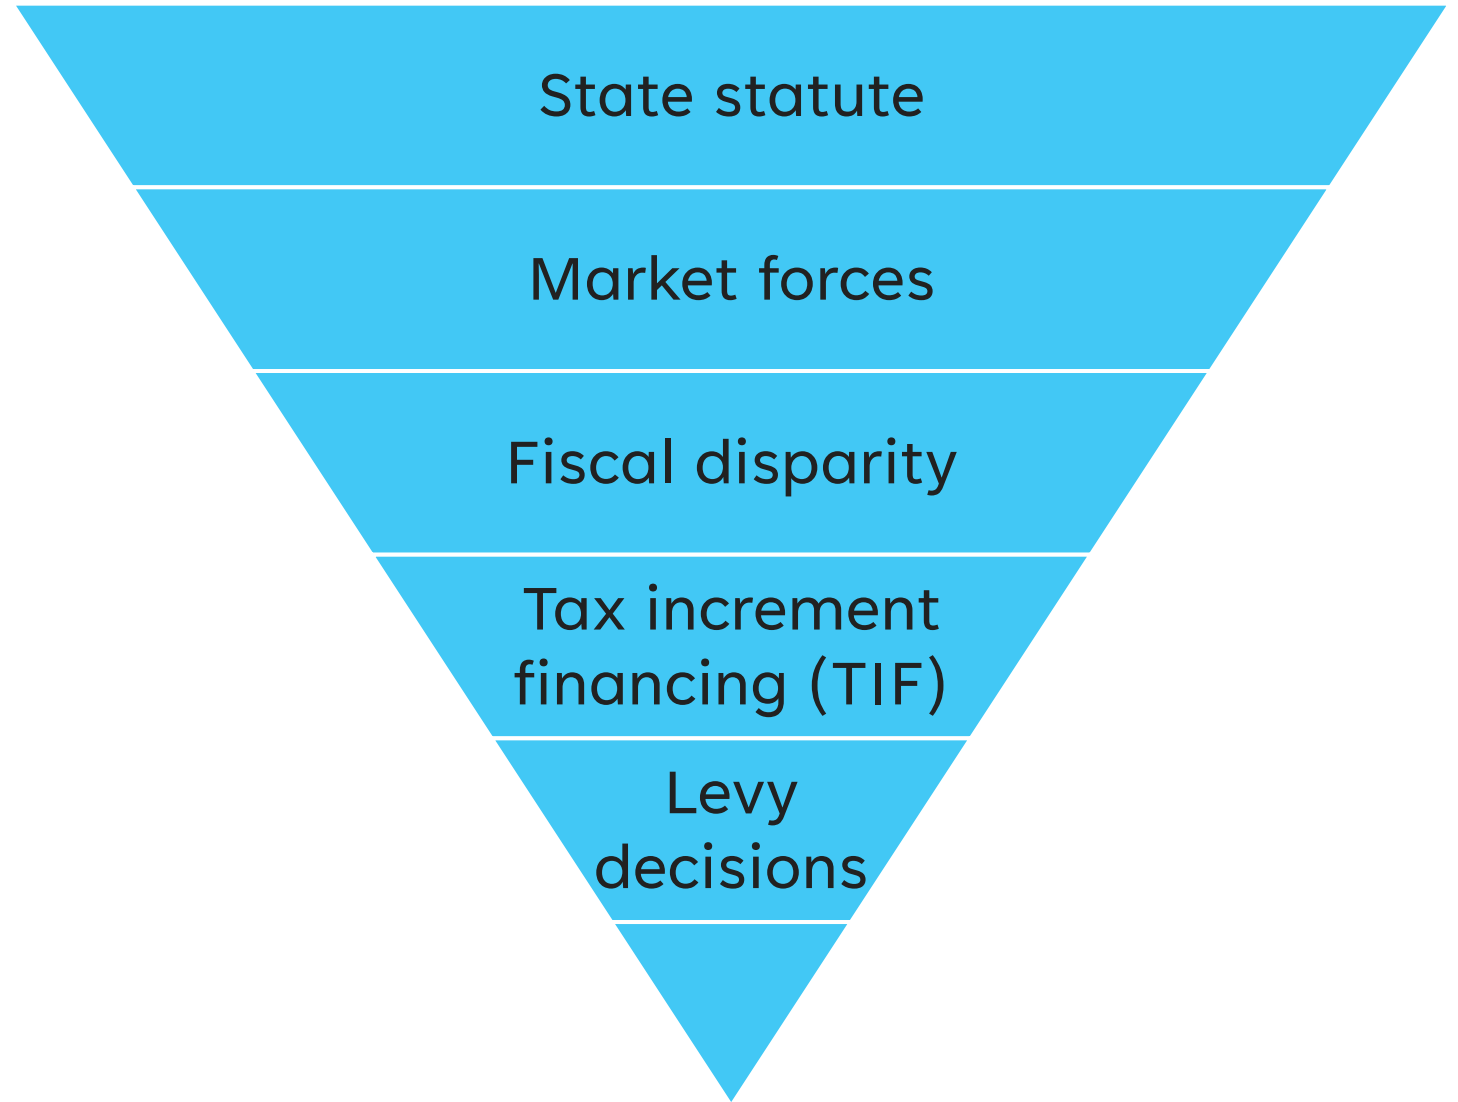 State statute
Market forces
Fiscal disparity
Tax increment
financing (TIF)
Levy
decisions